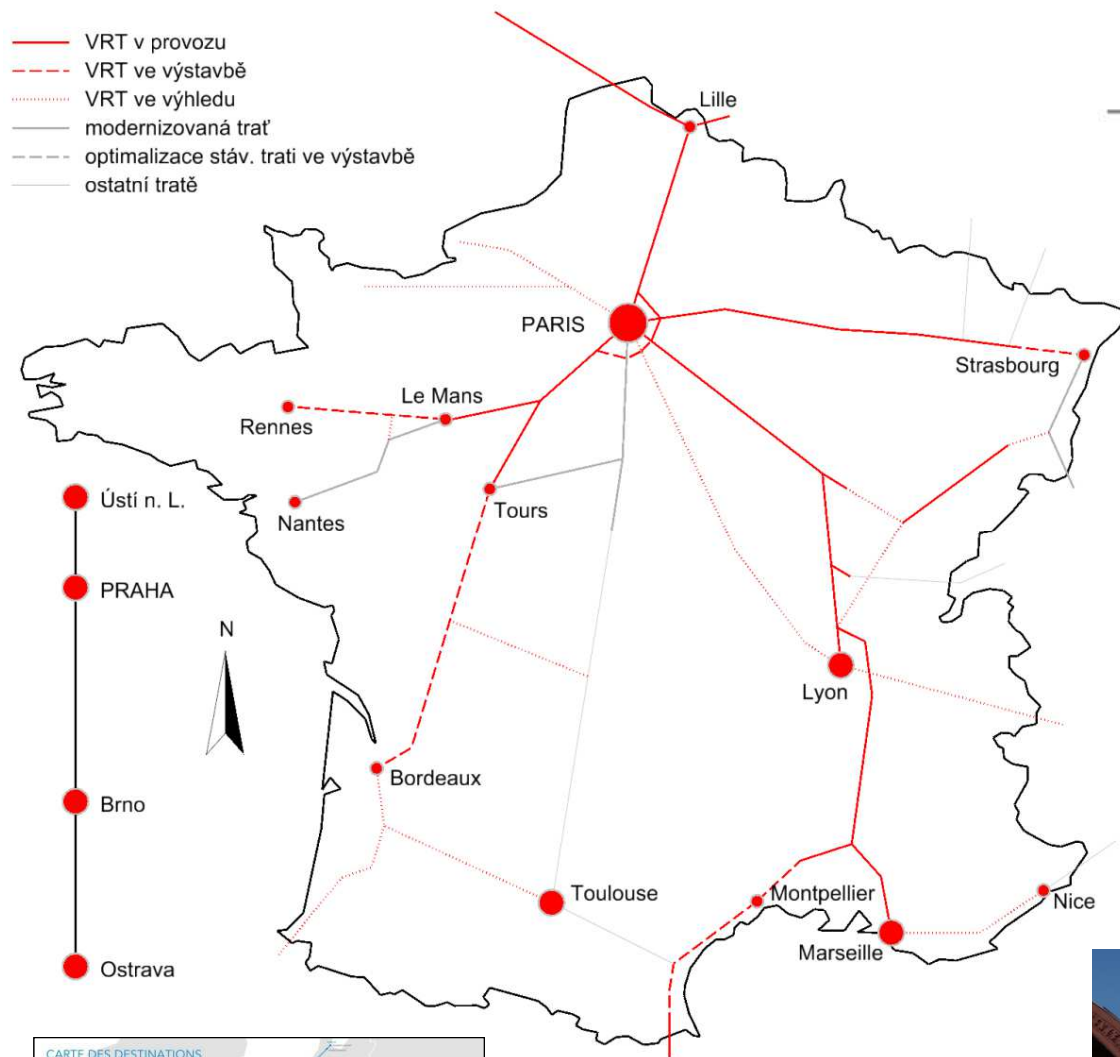 VRT v provozu
VRT ve výstavbě
VRT ve výhledu
modernizovaná trať
optimalizace stáv. trati ve výstavbě
ostatní tratě
Lille
PARIS
Strasbourg
Le Mans
Rennes
Nantes
Tours
Ústí n. L.
PRAHA
N
Lyon
Bordeaux
Brno
Toulouse
Montpellier
Nice
Marseille
Ostrava
CARTE DES DESTINATIONS